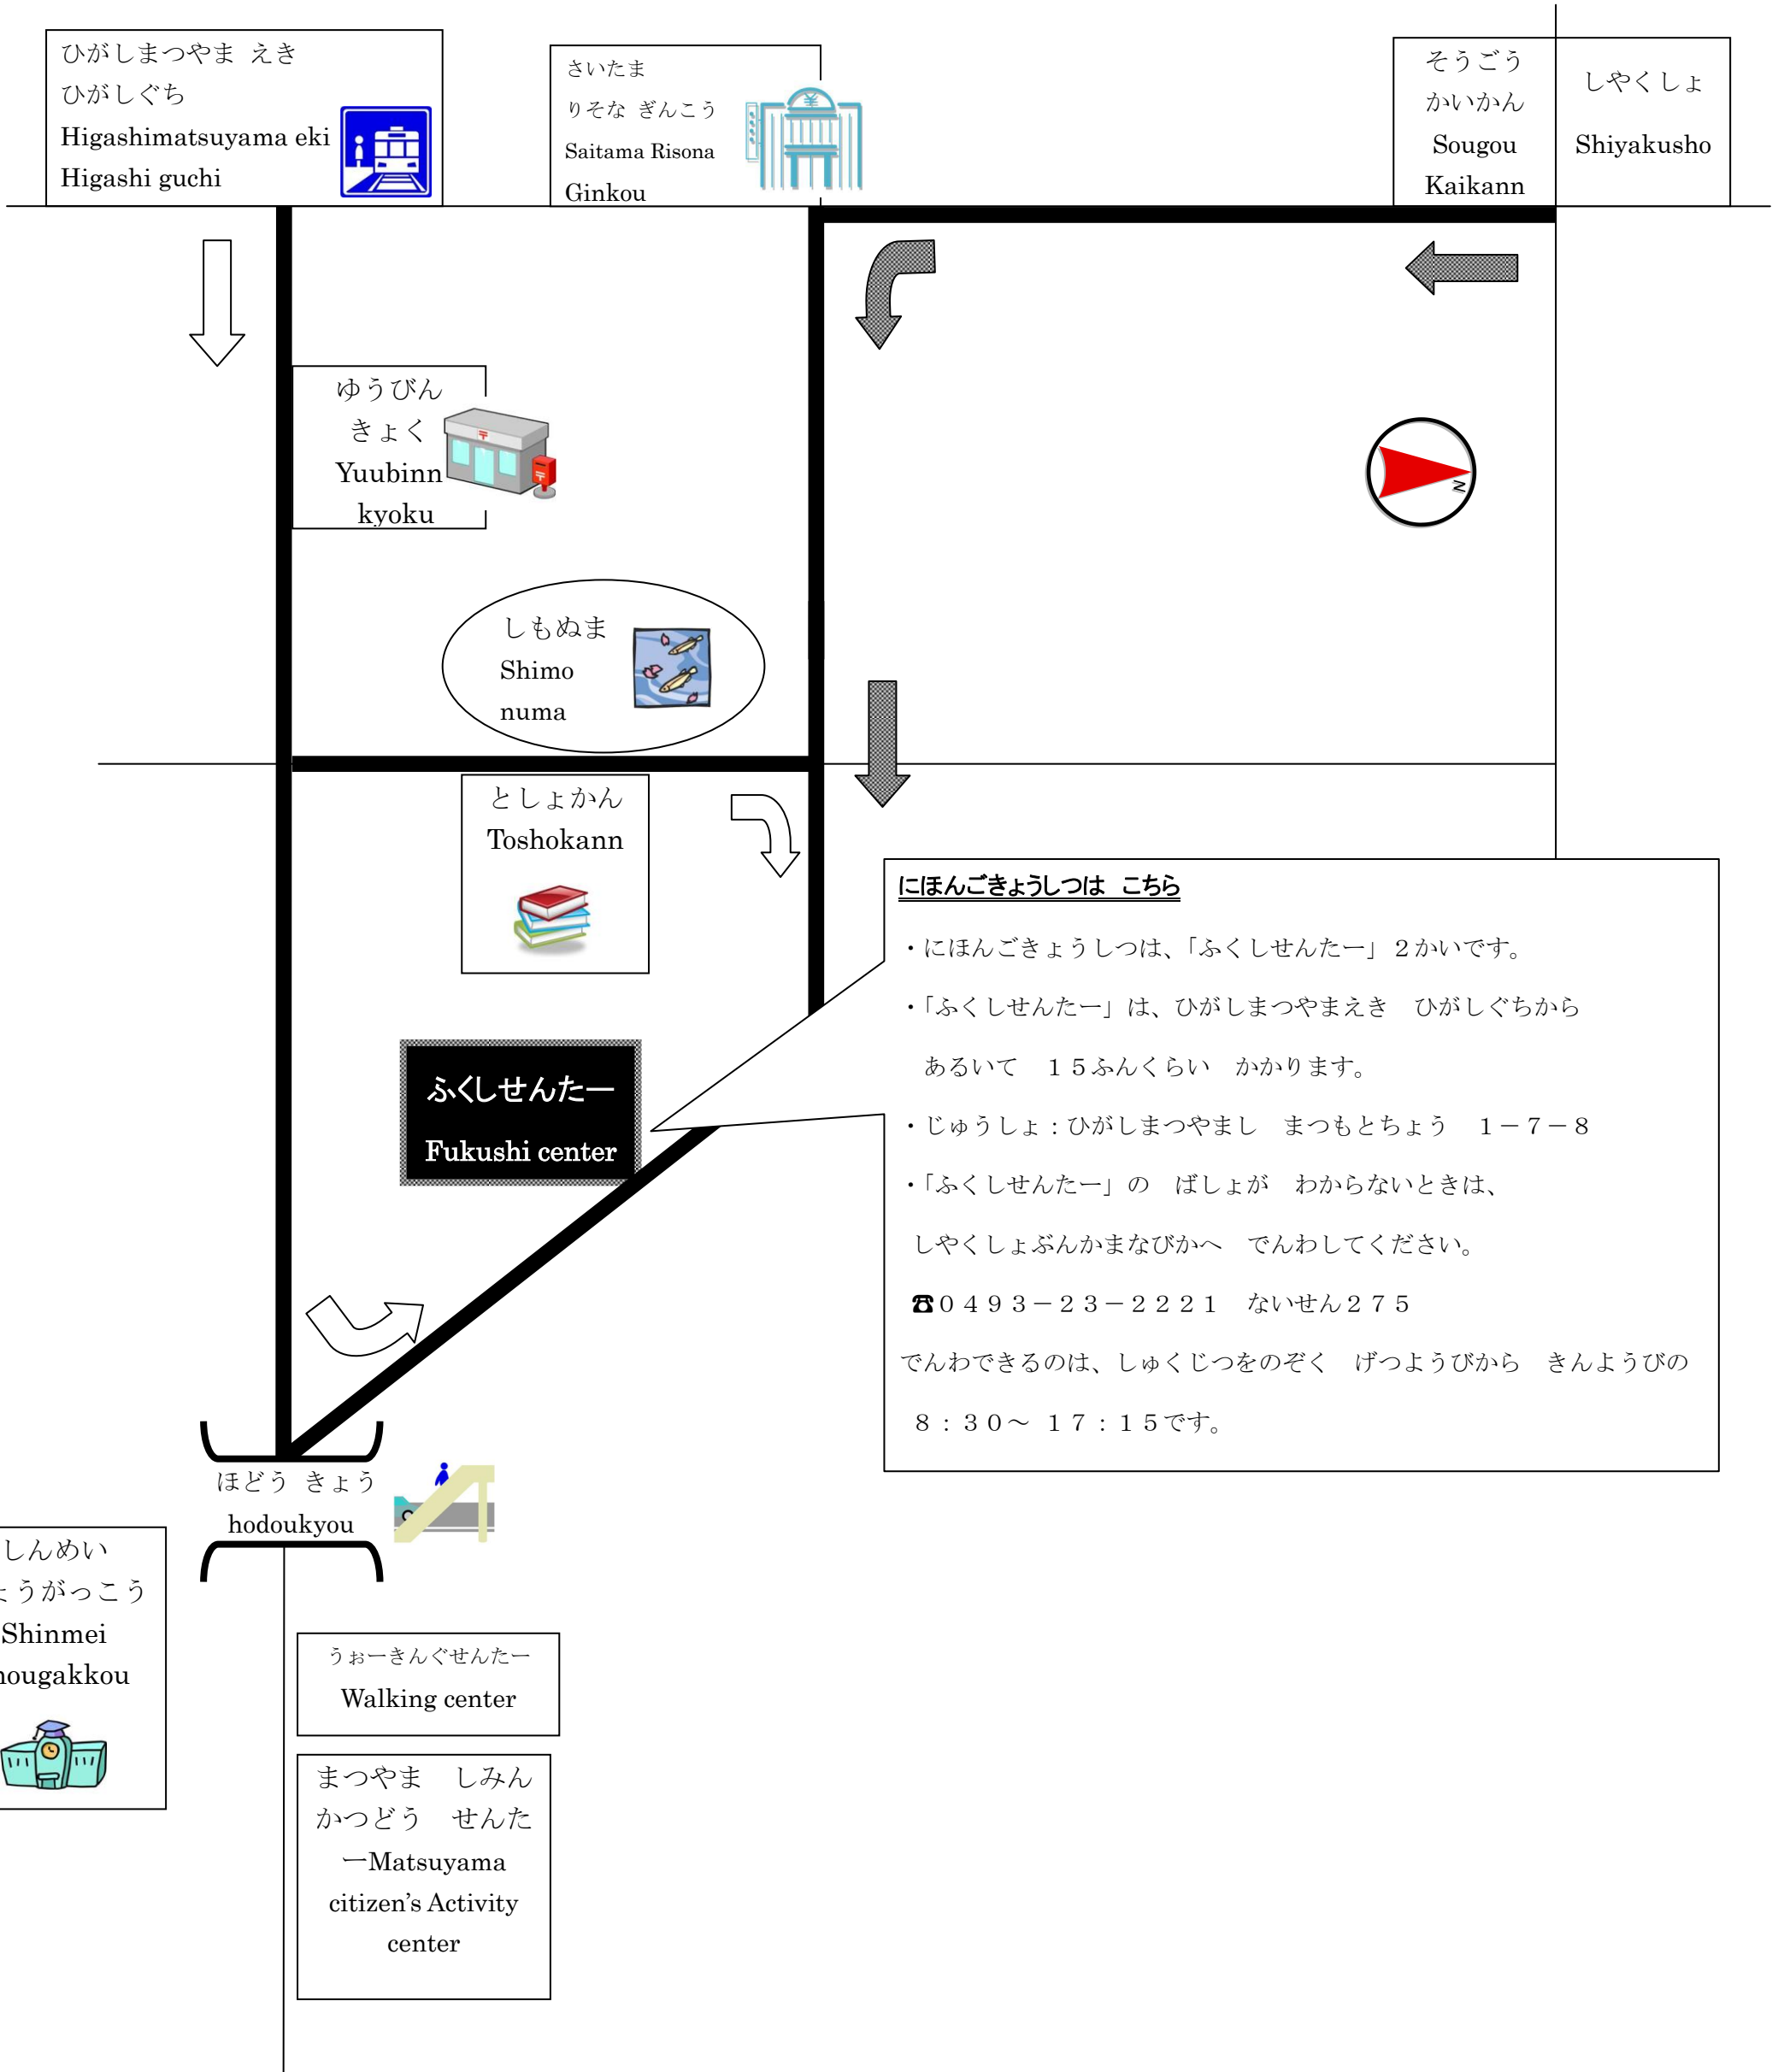 ひがしまつやま えき
ひがしぐち
Higashimatsuyama eki
Higashi guchi
さいたま
りそな ぎんこう
Saitama Risona
Ginkou
そうごう
かいかん
Sougou
Kaikann
しやくしょ
Shiyakusho
ゆうびん
きょく
Yuubinn
kyoku
N
しもぬま
Shimo
numa
としょかん
Toshokann
にほんごきょうしつは　こちら
・にほんごきょうしつは、「ふくしせんたー」２かいです。
・「ふくしせんたー」は、ひがしまつやまえき　ひがしぐちから
あるいて　１５ふんくらい　かかります。
・じゅうしょ：ひがしまつやまし　まつもとちょう　１－７－８
・「ふくしせんたー」の　ばしょが　わからないときは、
しやくしょぶんかまなびかへ　でんわしてください。
☎０４９３－２３－２２２１　ないせん２７５
でんわできるのは、しゅくじつをのぞく　げつようびから　きんようびの
８：３０～ １７：１５です。
ふくしせんたー
Fukushi center
ほどう きょう
hodoukyou
しんめい
ょうがっこう
Shinmei
hougakkou
うぉーきんぐせんたー
Walking center
まつやま　しみん
かつどう　せんた
ーMatsuyama
citizen's Activity
center